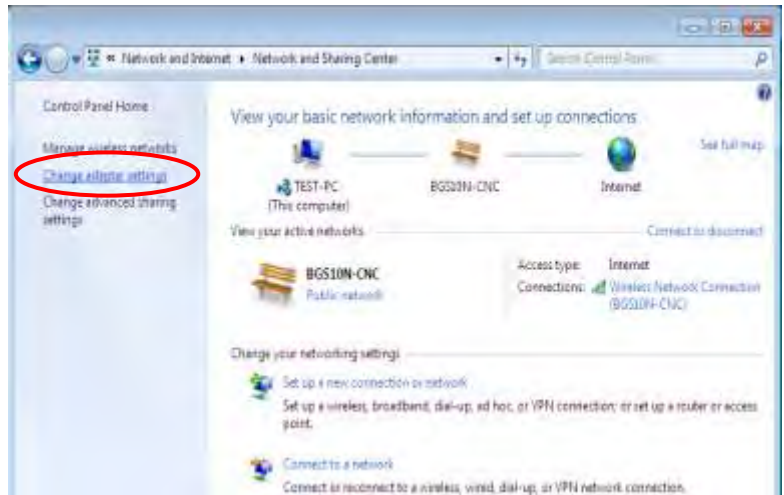 « Network and Internet ▸ Network and Sharing Center
Search Control Panel
Control Panel Home
Manage wireless networks
Change adapter settings
Change advanced sharing
settings
View your basic network information and set up connections
See full map
TEST-PC
(This computer)
BGS10N-CNC
Internet
View your active networks
Connect or disconnect
BGS10N-CNC
Public network
Access type: Internet
Connections: Wireless Network Connection
(BGS10N-CNC)
Change your networking settings
Set up a new connection or network
Set up a wireless, broadband, dial-up, ad hoc, or VPN connection; or set up a router or access
point.
Connect to a network
Connect or reconnect to a wireless, wired, dial-up, or VPN network connection.